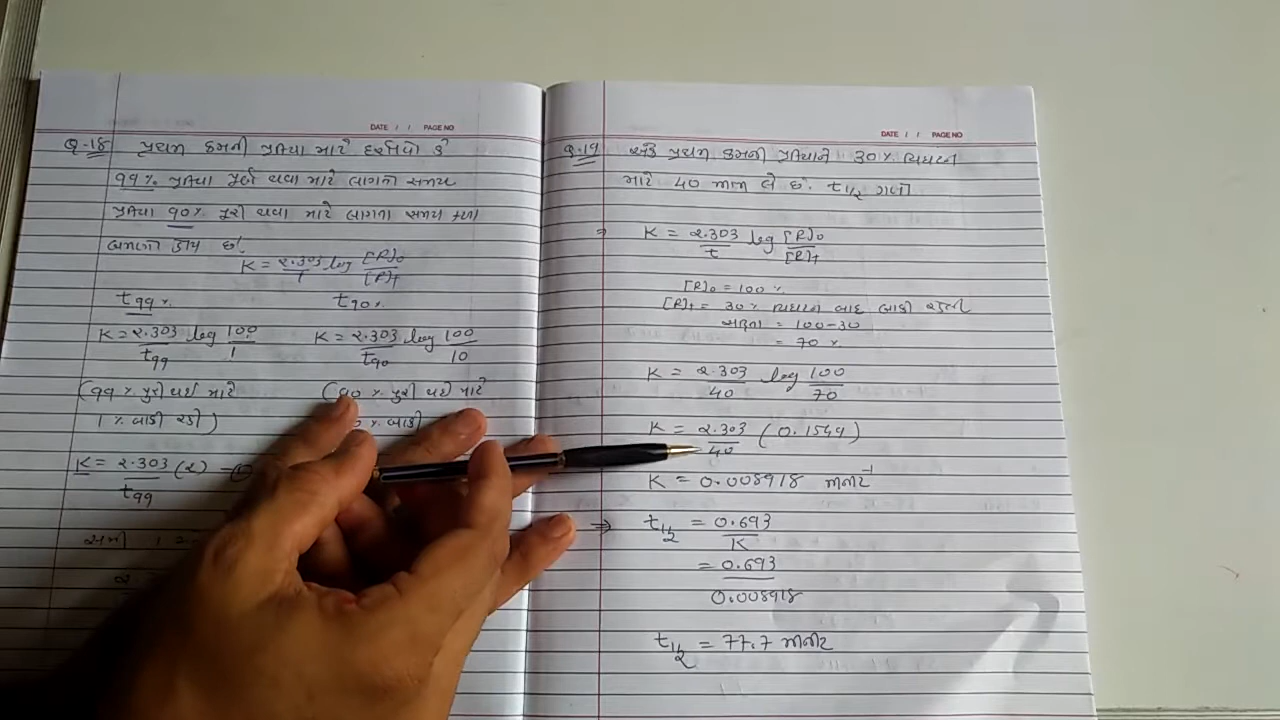 DATE / / PAGE NO
Q-18 પ્રથમ ક્રમની પ્રક્રિયા માટે દર્શાવો કે
99% પ્રક્રિયા પૂર્ણ થવા માટે લાગતો સમય
પ્રક્રિયા 90% પૂરી થવા માટે લાગતા સમય
બમણો હોય છે.
K = 2.303/T log [R]₀/[R]t
t99% t90%
K = 2.303/t99 log 100/1 K = 2.303/t90 log 100/10
(99% પુરી થઈ માટે (90 % પુરી થઈ માટે
1 % બાકી રહે) % બાકી
K = 2.303/t99 (2)
DATE / / PAGE NO
Q.19 એક પ્રથમ ક્રમની પ્રક્રિયાને 30% વિઘટન
માટે 40 મીનીટ લે છે. t1/2 ગણો
⇒ K = 2.303/t log [R]₀/[R]t
[R]₀ = 100 %
[R]t = 30% વિઘટન બાદ બાકી રહેલી
= 100-30
= 70 %
K = 2.303/40 log 100/70
K = 2.303/40 (0.1549)
K = 0.008918 મિનીટ⁻¹
⇒ t1/2 = 0.693/K
= 0.693/0.008918
t1/2 = 77.7 મીનીટ